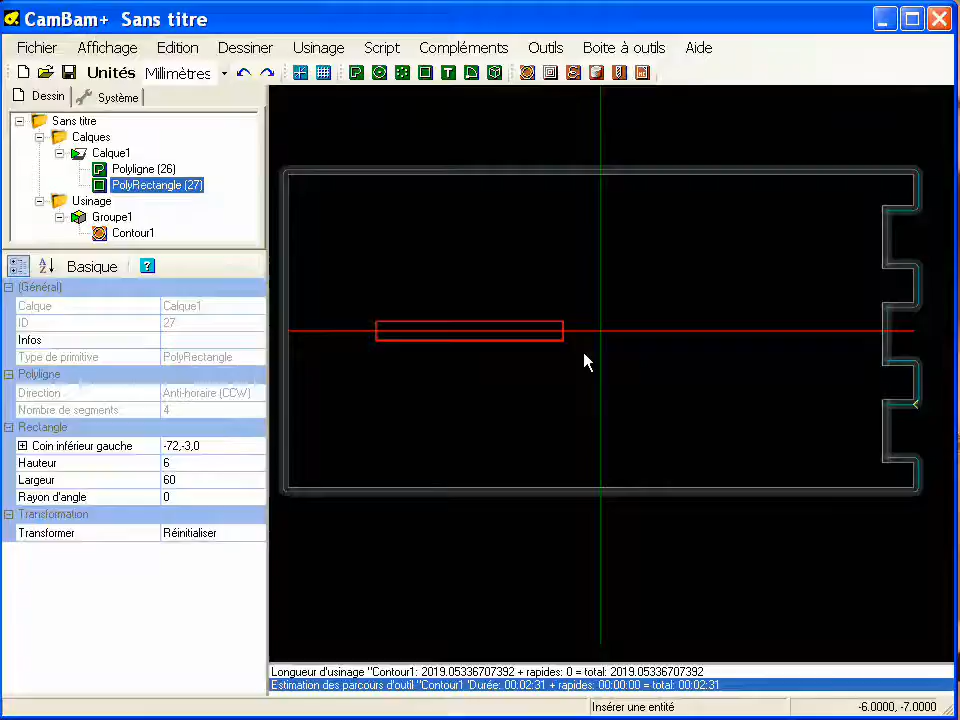 CamBam+ Sans titre
Fichier Affichage Edition Dessiner Usinage Script Compléments Outils Boite à outils Aide
Unités Millimètres
Dessin Système
Sans titre
Calques
Calque1
Polyligne (26)
PolyRectangle (27)
Usinage
Groupe1
Contour1
Basique
(Général)
Calque Calque1
ID 27
Infos
Type de primitive PolyRectangle
Polyligne
Direction Anti-horaire (CCW)
Nombre de segments 4
Rectangle
Coin inférieur gauche -72,-3,0
Hauteur 6
Largeur 60
Rayon d'angle 0
Transformation
Transformer Réinitialiser
Longueur d'usinage "Contour1: 2019.05336707392 + rapides: 0 = total: 2019.05336707392
Estimation des parcours d'outil "Contour1 'Durée: 00:02:31 + rapides: 00:00:00 = total: 00:02:31
Insérer une entité -6.0000, -7.0000